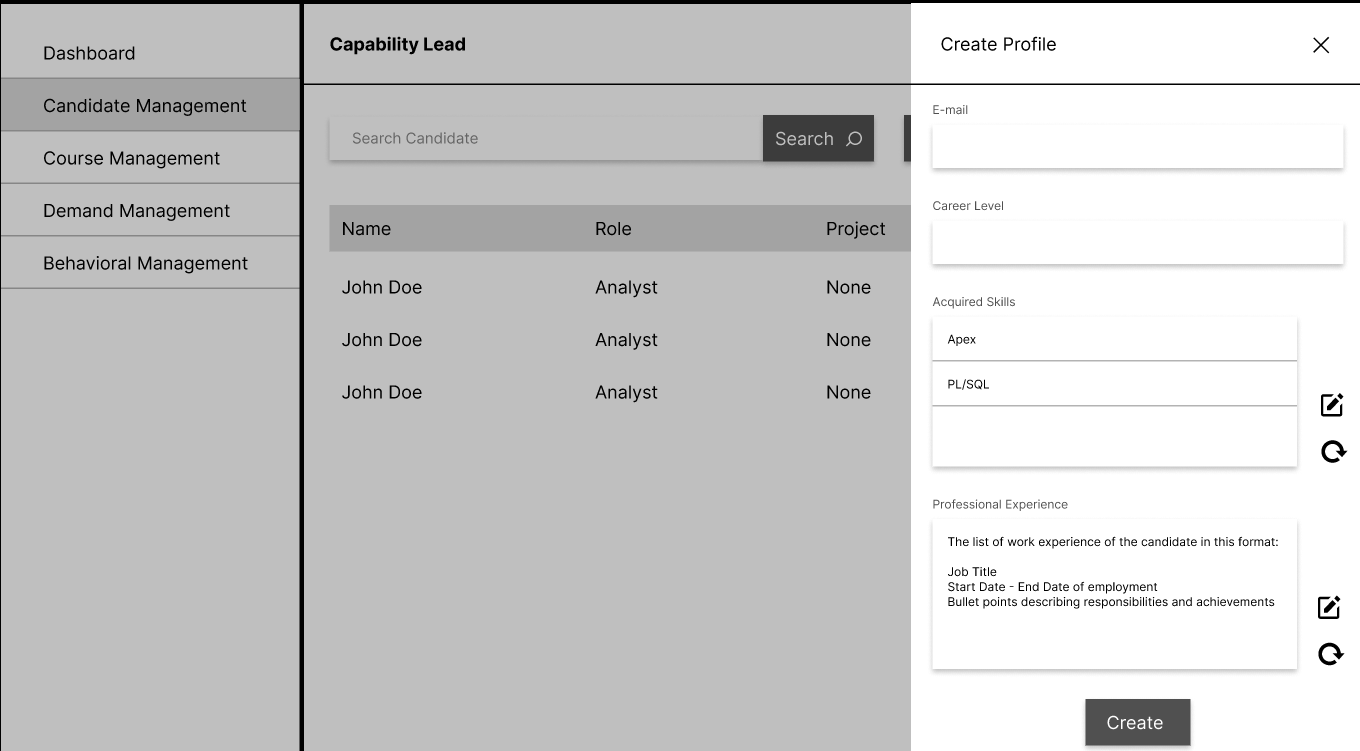 Dashboard
Candidate Management
Course Management
Demand Management
Behavioral Management
Capability Lead
Search Candidate
Search
Name Role Project
John Doe Analyst None
John Doe Analyst None
John Doe Analyst None
Create Profile
E-mail
Career Level
Acquired Skills
Apex
PL/SQL
Professional Experience
The list of work experience of the candidate in this format:
Job Title
Start Date - End Date of employment
Bullet points describing responsibilities and achievements
Create